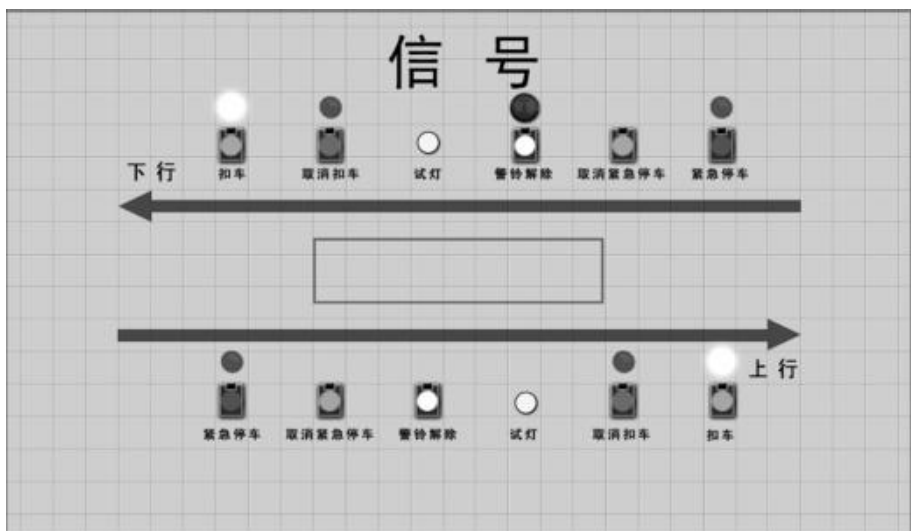 信 号
扣车 取消扣车 试灯 警铃解除 取消紧急停车 紧急停车
下行
上行
紧急停车 取消紧急停车 警铃解除 试灯 取消扣车 扣车